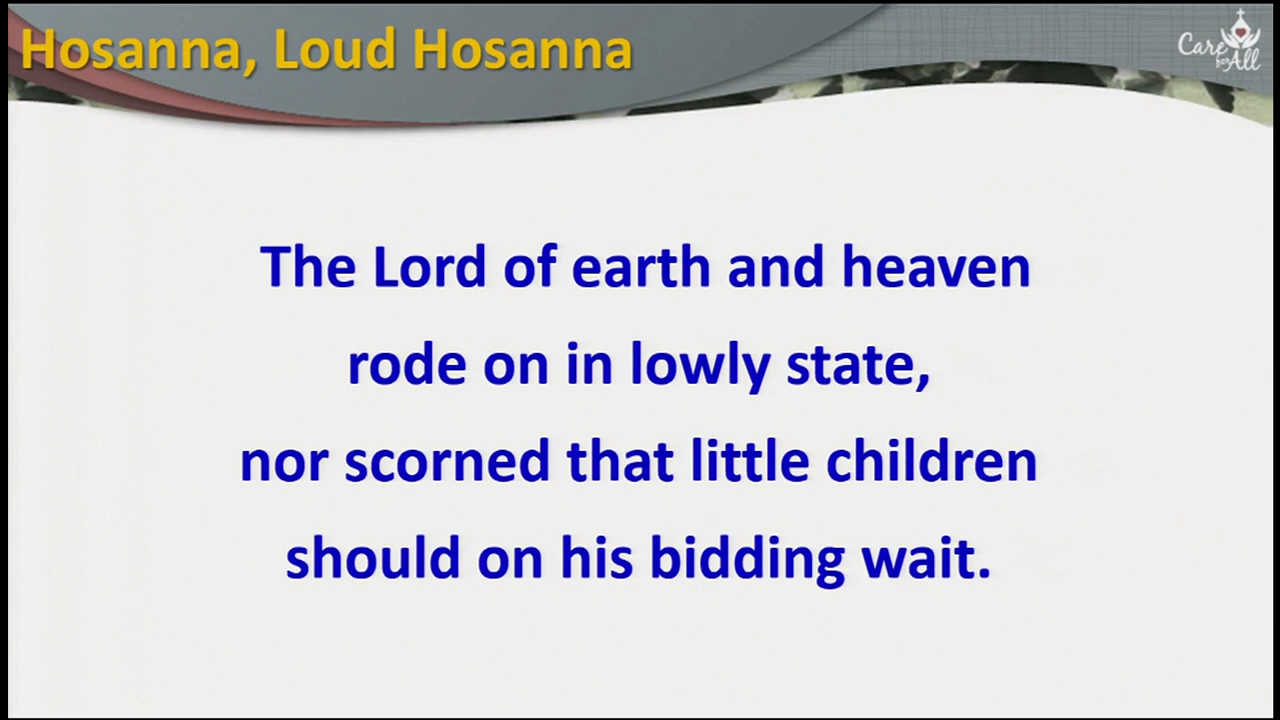 Hosanna, Loud Hosanna
Care
for All
The Lord of earth and heaven
rode on in lowly state,
nor scorned that little children
should on his bidding wait.